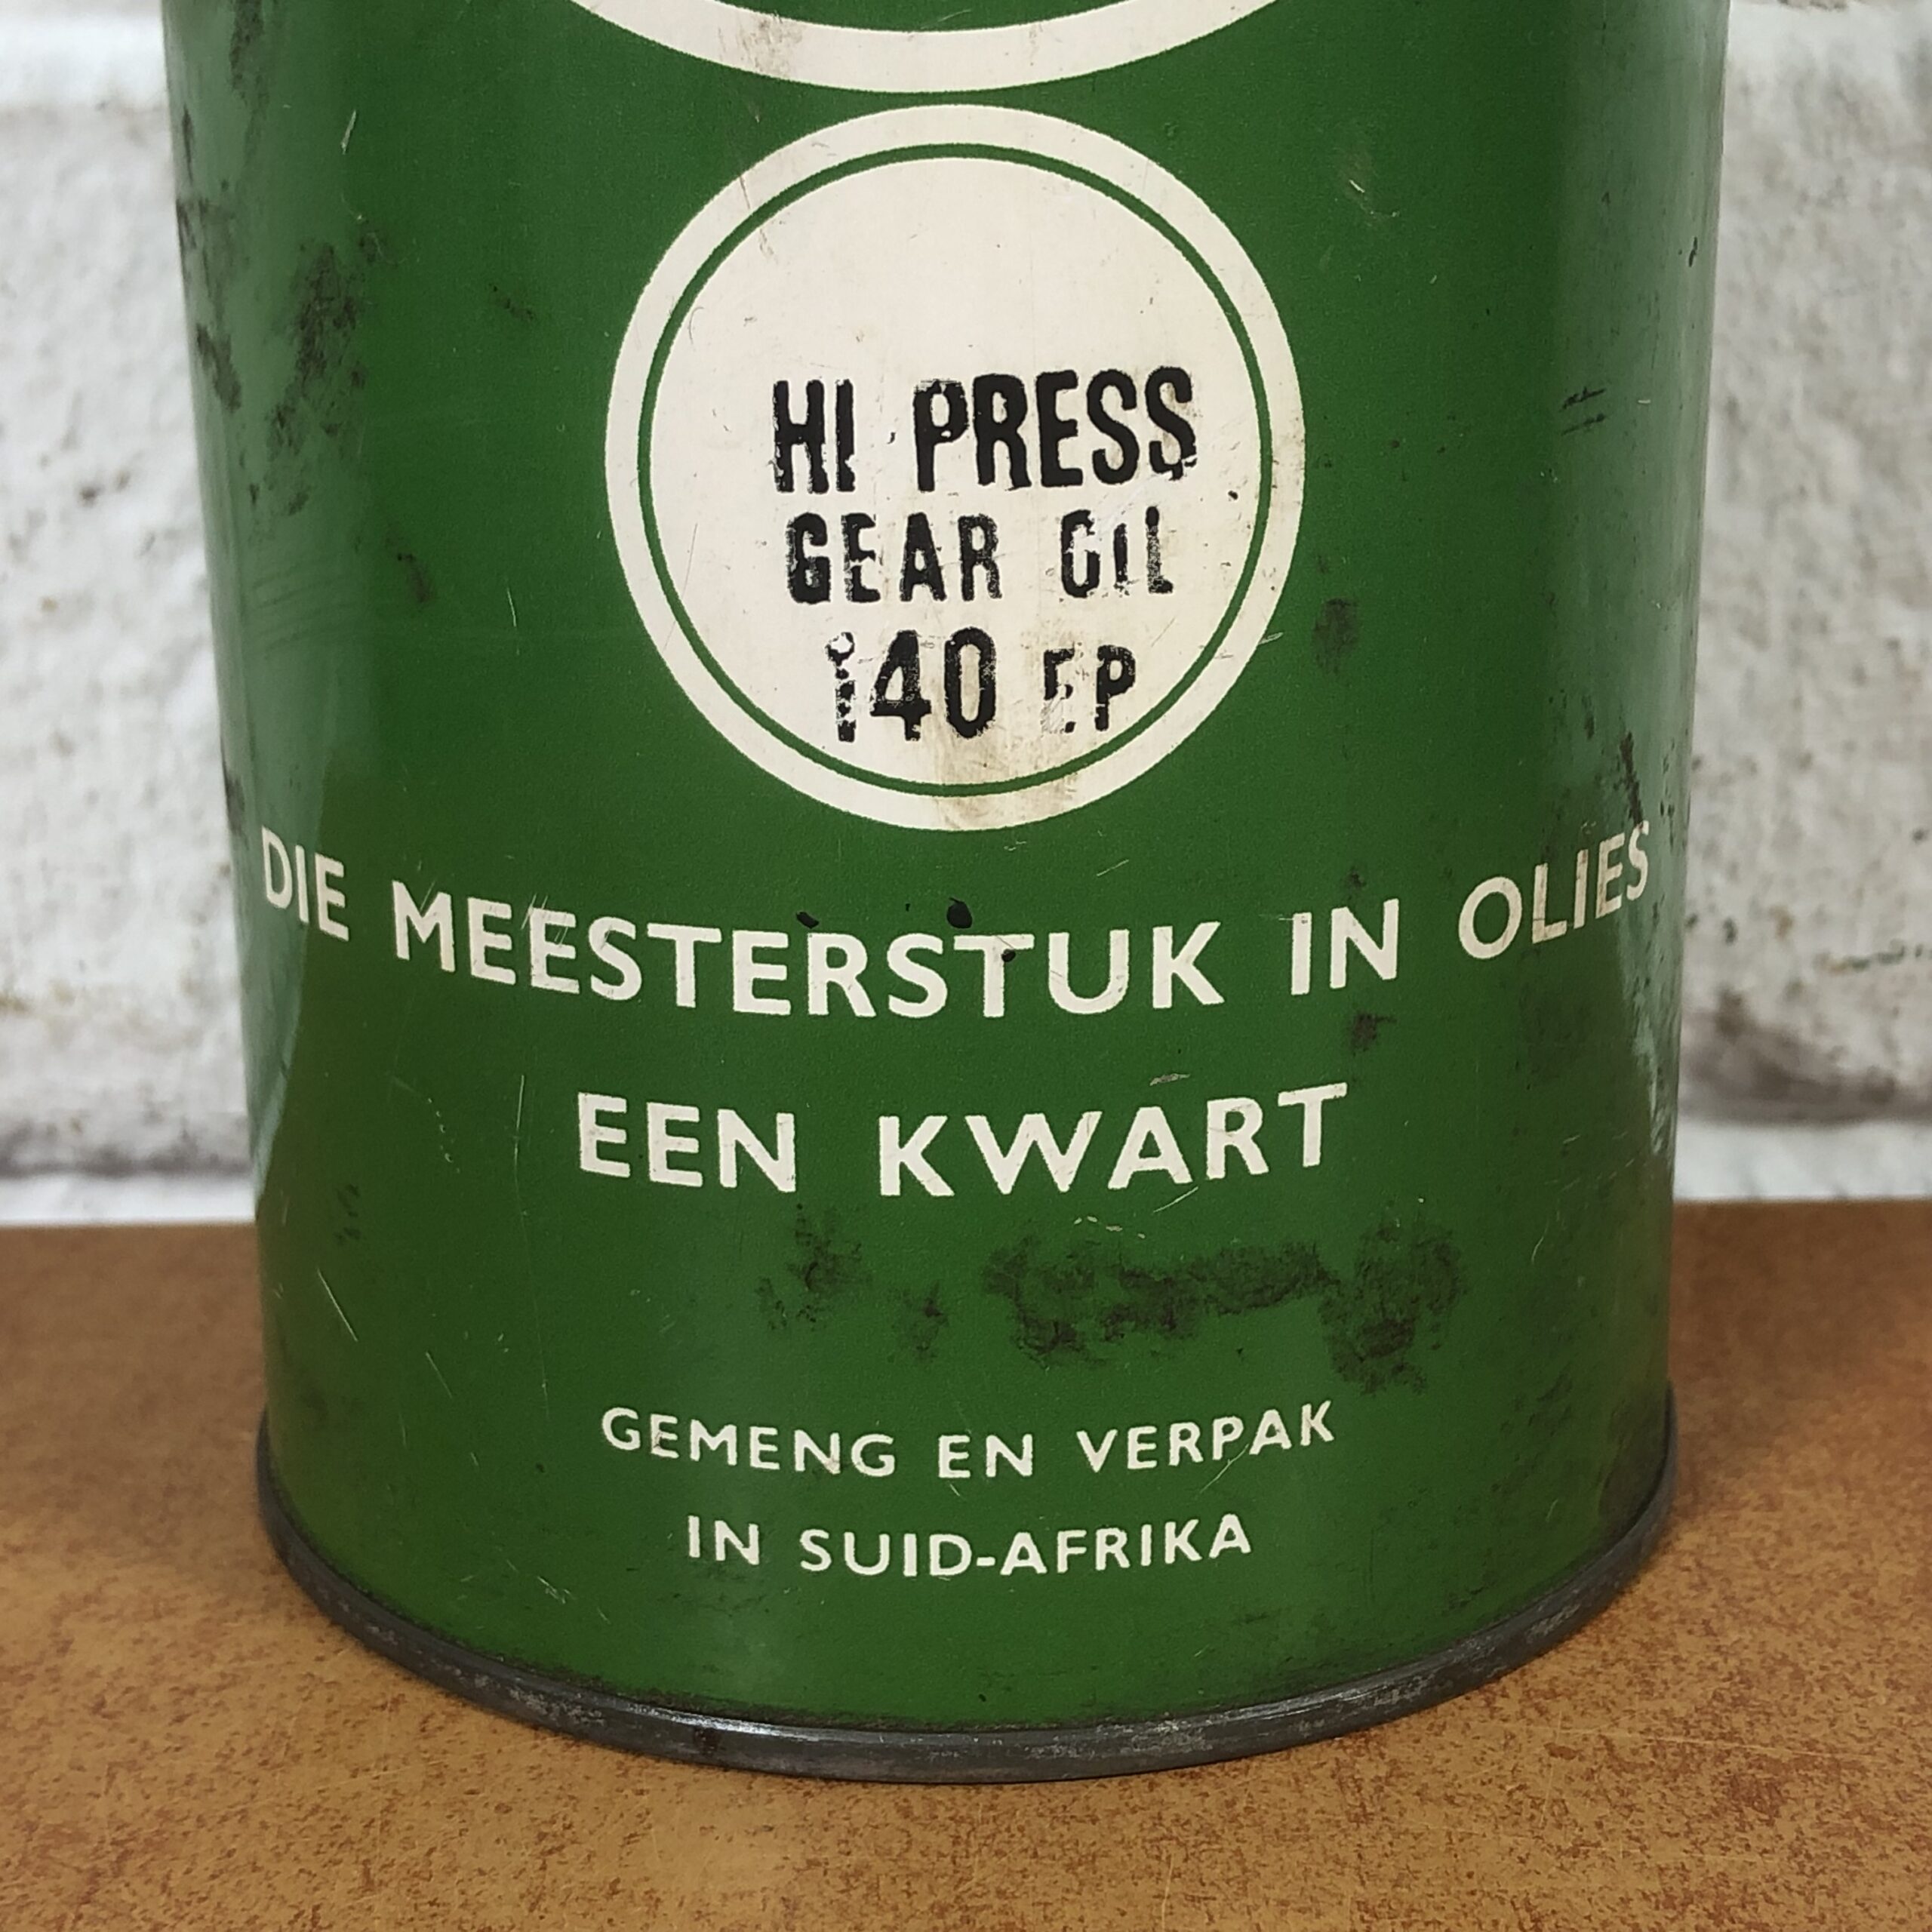 HI PRESS
GEAR OIL
140 EP
DIE MEESTERSTUK IN OLIES
EEN KWART
GEMENG EN VERPAK
IN SUID-AFRIKA